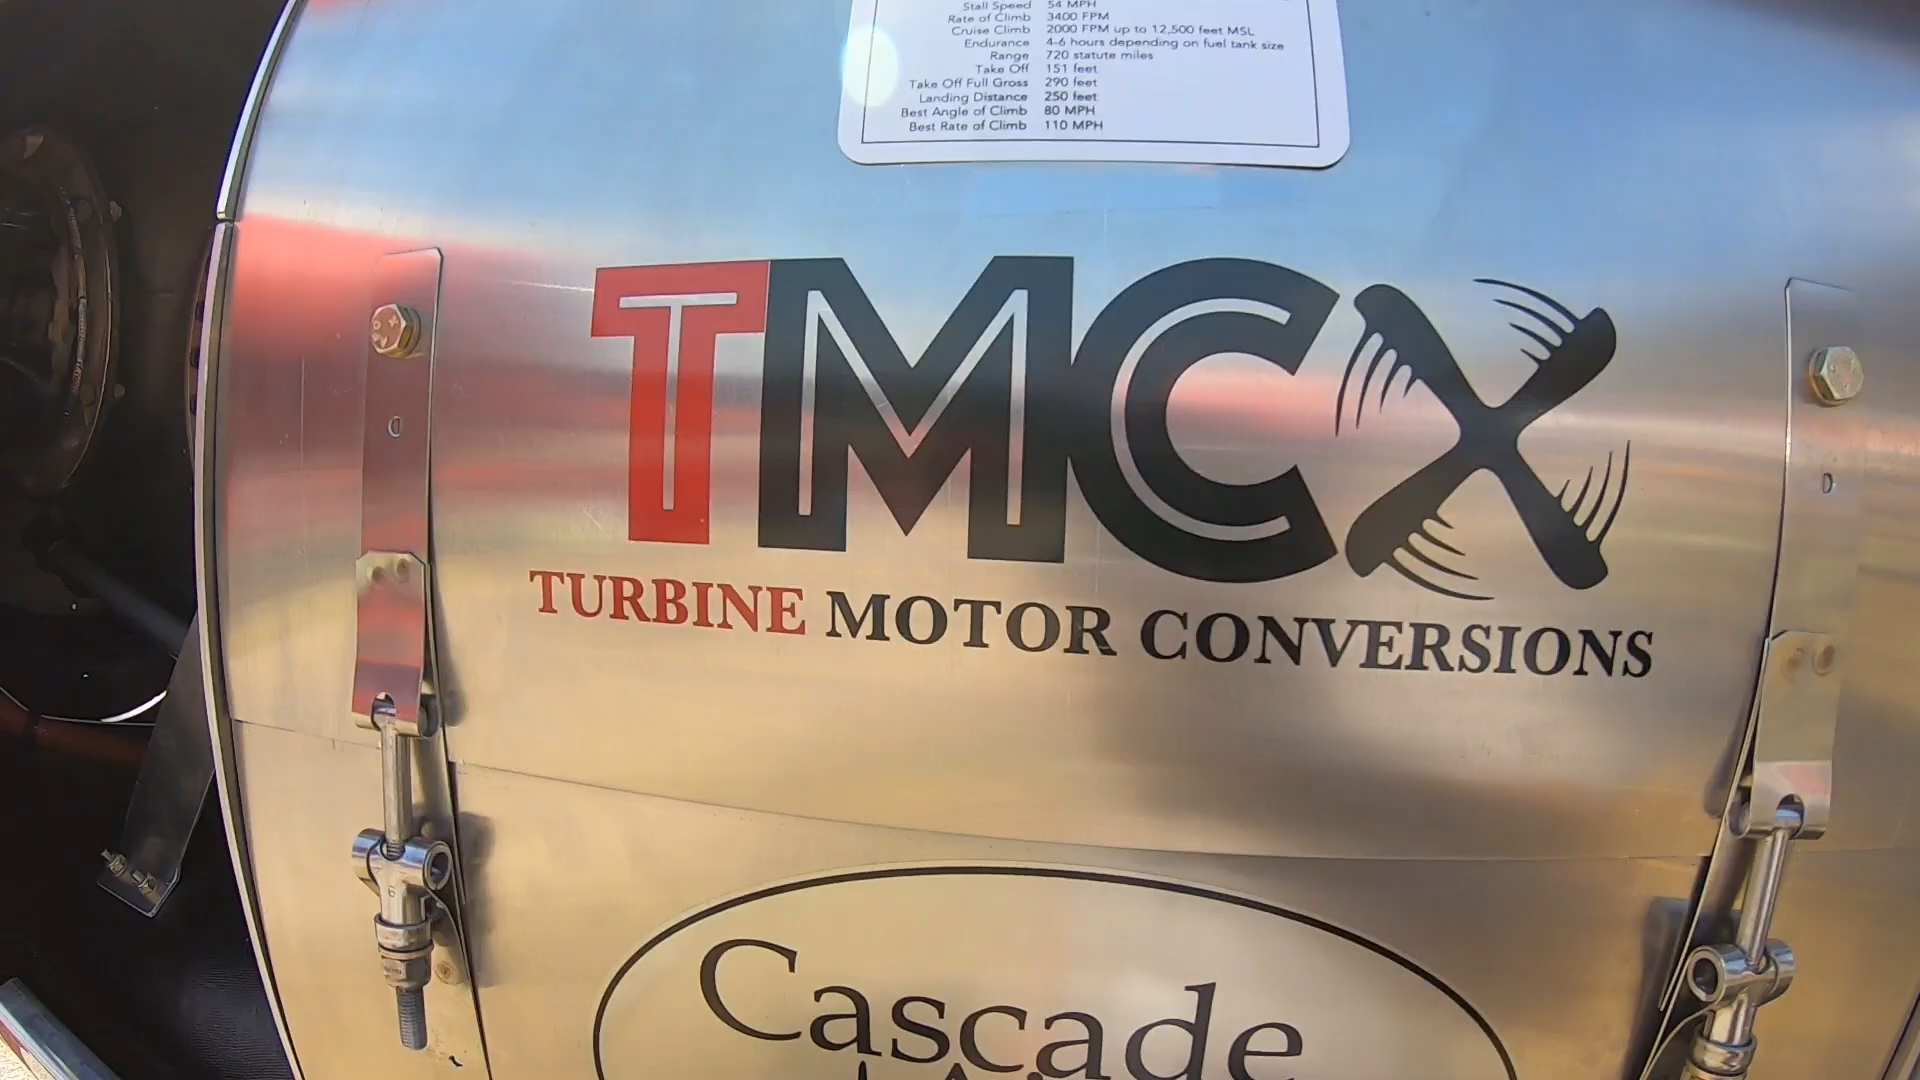 Stall Speed 54 MPH
Rate of Climb 3400 FPM
Cruise Climb 2000 FPM up to 12,500 feet MSL
Endurance 4-6 hours depending on fuel tank size
Range 720 statute miles
Take Off 151 feet
Take Off Full Gross 290 feet
Landing Distance 250 feet
Best Angle of Climb 80 MPH
Best Rate of Climb 110 MPH
TMCX
TURBINE MOTOR CONVERSIONS
Cascade